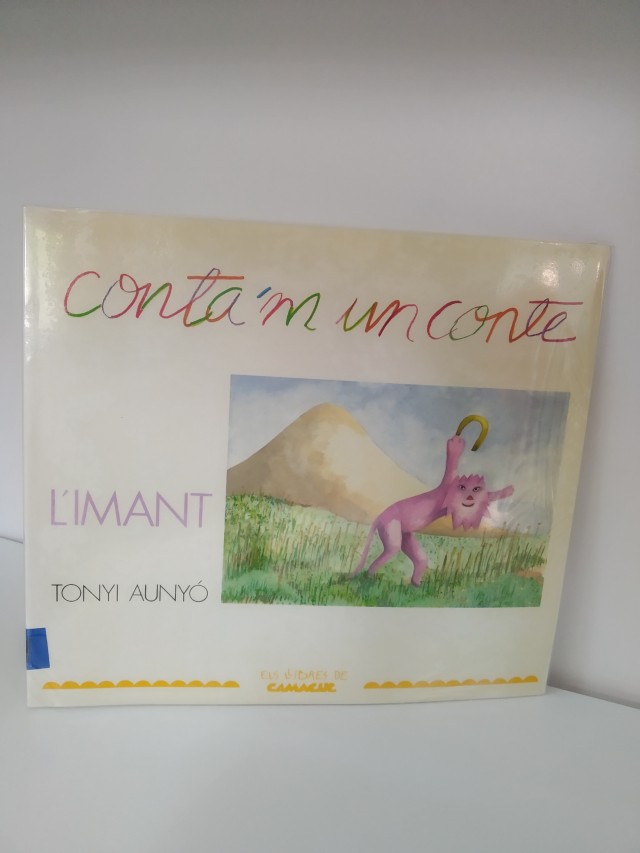 conta'm un conte
L'IMANT
TONYI AUNYÓ
ELS LLIBRES DE
CAMACUC